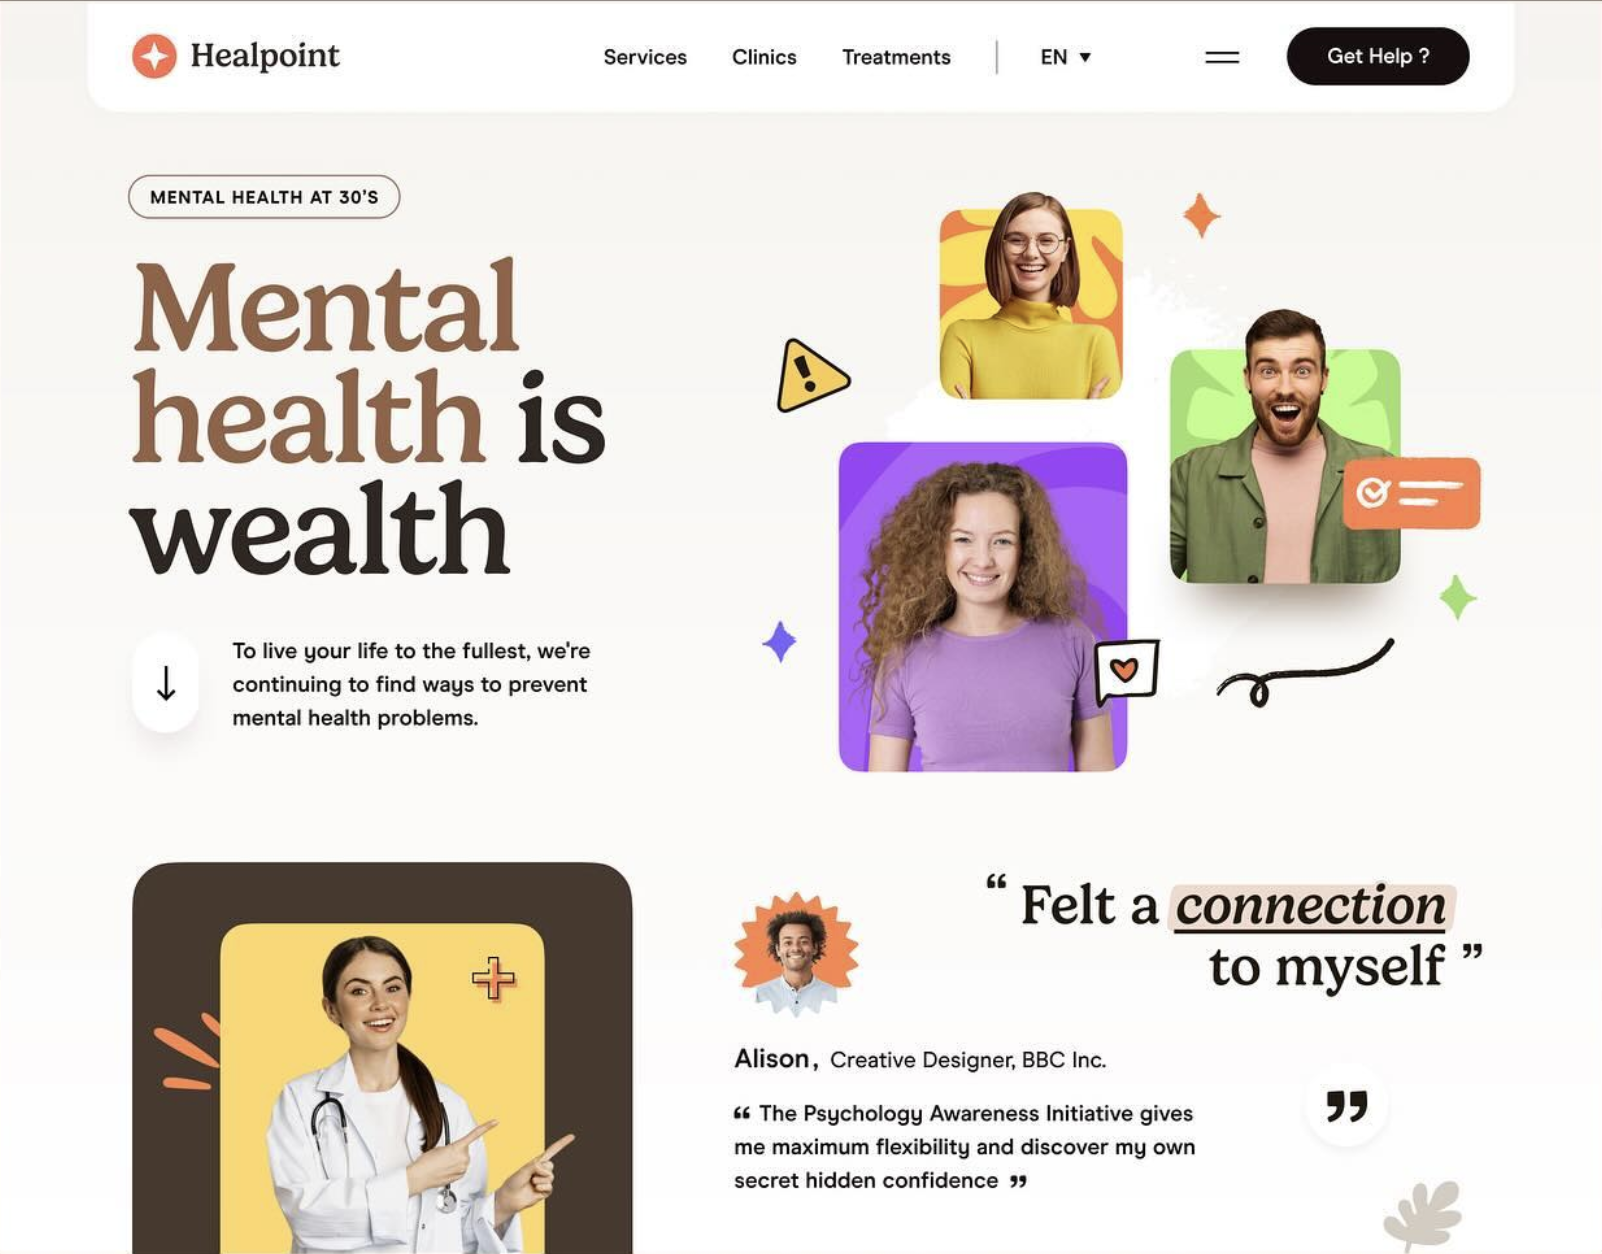 Healpoint
Services
Clinics
Treatments
EN
Get Help ?
MENTAL HEALTH AT 30'S
Mental
health is
wealth
To live your life to the fullest, we're
continuing to find ways to prevent
mental health problems.
“ Felt a connection
to myself ”
Alison, Creative Designer, BBC Inc.
“ The Psychology Awareness Initiative gives
me maximum flexibility and discover my own
secret hidden confidence ”